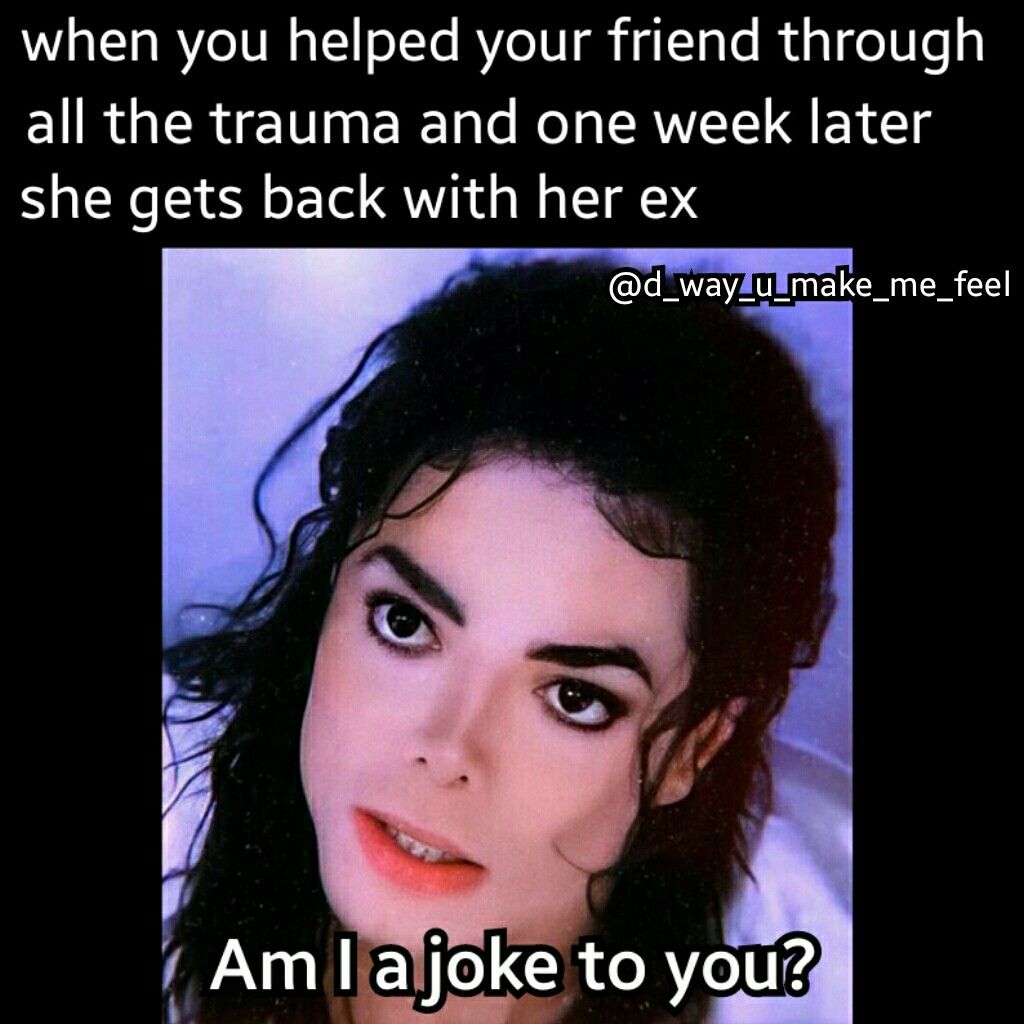 when you helped your friend through
all the trauma and one week later
she gets back with her ex
@d_way_u_make_me_feel
Am I a joke to you?